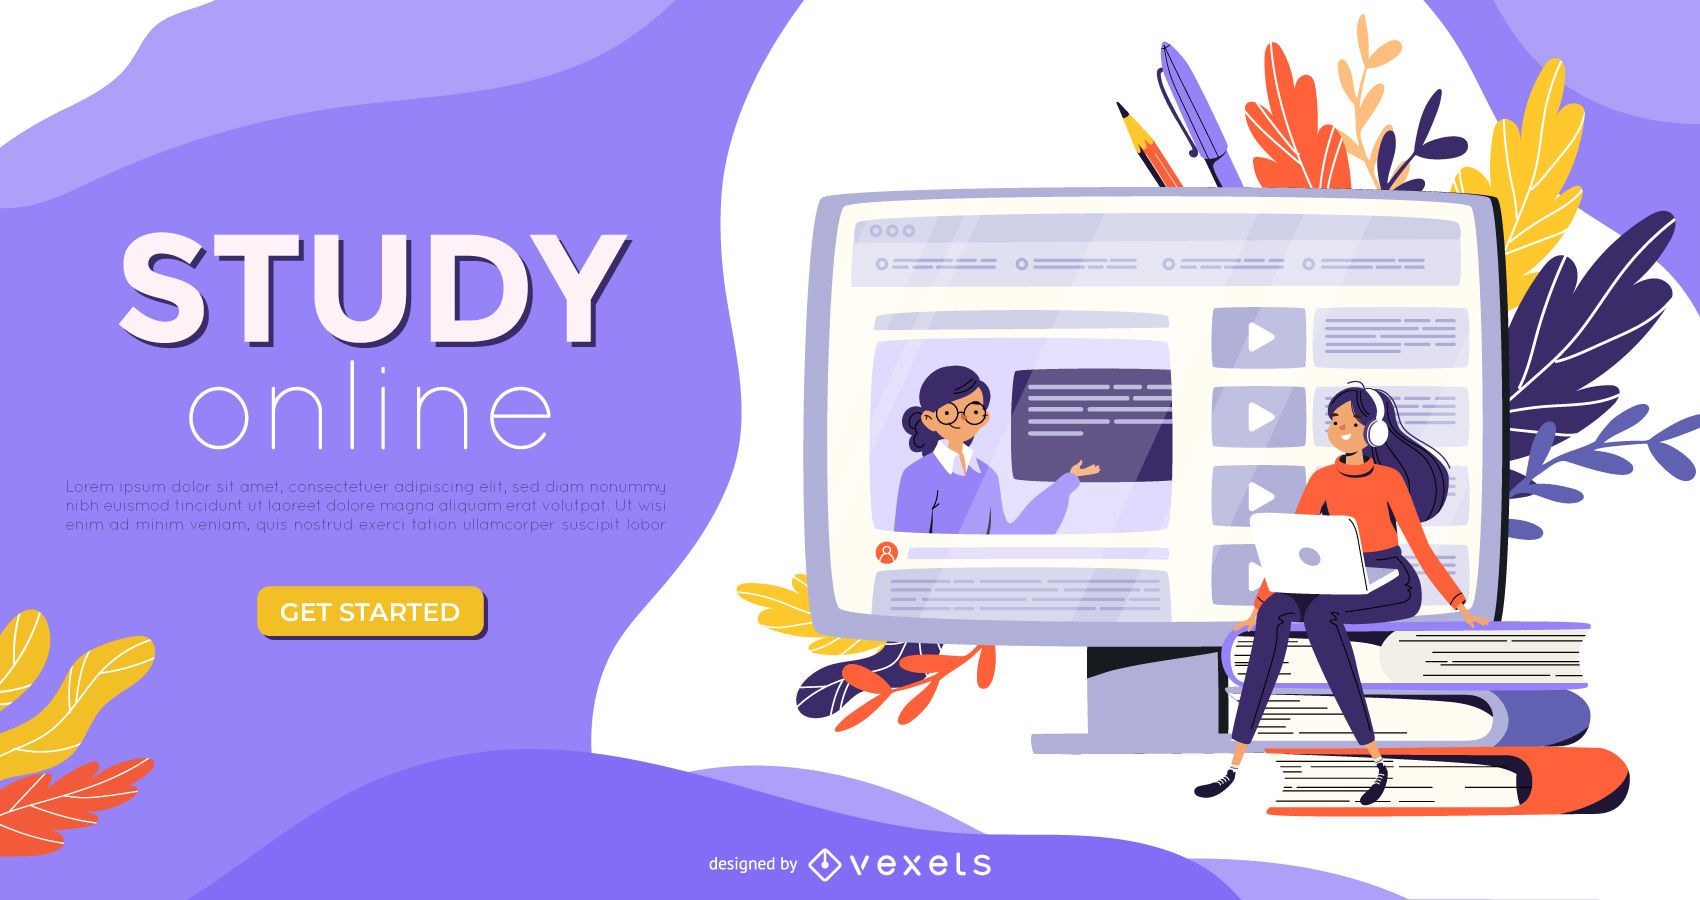 STUDY
online
Lorem ipsum dolor sit amet, consectetuer adipiscing elit, sed diam nonummy
nibh euismod tincidunt ut laoreet dolore magna aliquam erat volutpat. Ut wisi
enim ad minim veniam, quis nostrud exerci tation ullamcorper suscipit lobor
GET STARTED
designed by vexels